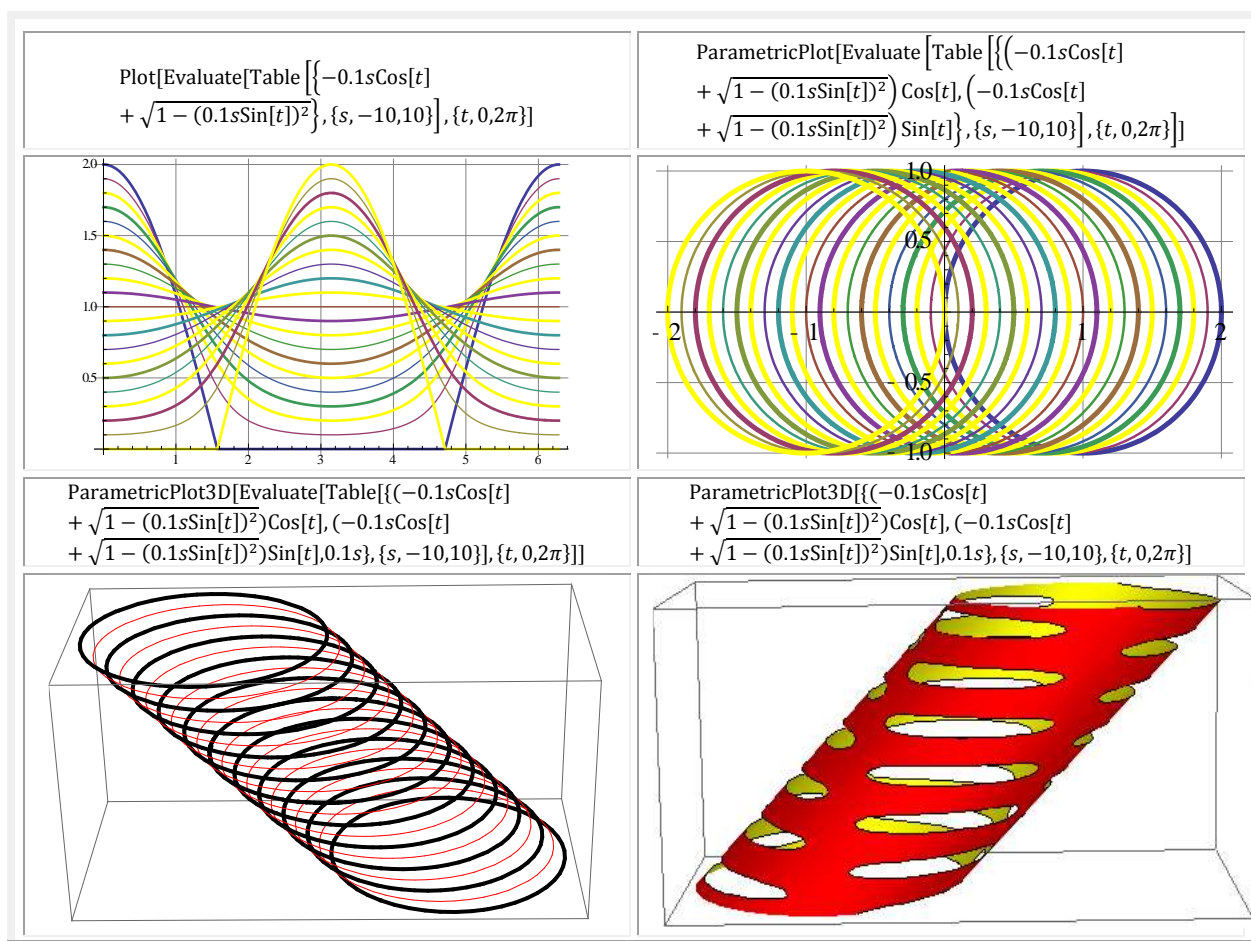 Plot[Evaluate[Table [{−0.1sCos[t]
+ √1 − (0.1sSin[t])²}, {s, −10,10}] , {t, 0,2π}]
ParametricPlot[Evaluate [Table [{(−0.1sCos[t]
+ √1 − (0.1sSin[t])²) Cos[t], (−0.1sCos[t]
+ √1 − (0.1sSin[t])²) Sin[t]} , {s, −10,10}] , {t, 0,2π}]]
2.0
1.5
1.0
0.5
1 2 3 4 5 6
1.0
0.5
- 2 - 1 1 2
- 0.5
- 1.0
ParametricPlot3D[Evaluate[Table[{(−0.1sCos[t]
+ √1 − (0.1sSin[t])²)Cos[t], (−0.1sCos[t]
+ √1 − (0.1sSin[t])²)Sin[t],0.1s}, {s, −10,10}], {t, 0,2π}]]
ParametricPlot3D[{(−0.1sCos[t]
+ √1 − (0.1sSin[t])²)Cos[t], (−0.1sCos[t]
+ √1 − (0.1sSin[t])²)Sin[t],0.1s}, {s, −10,10}, {t, 0,2π}]